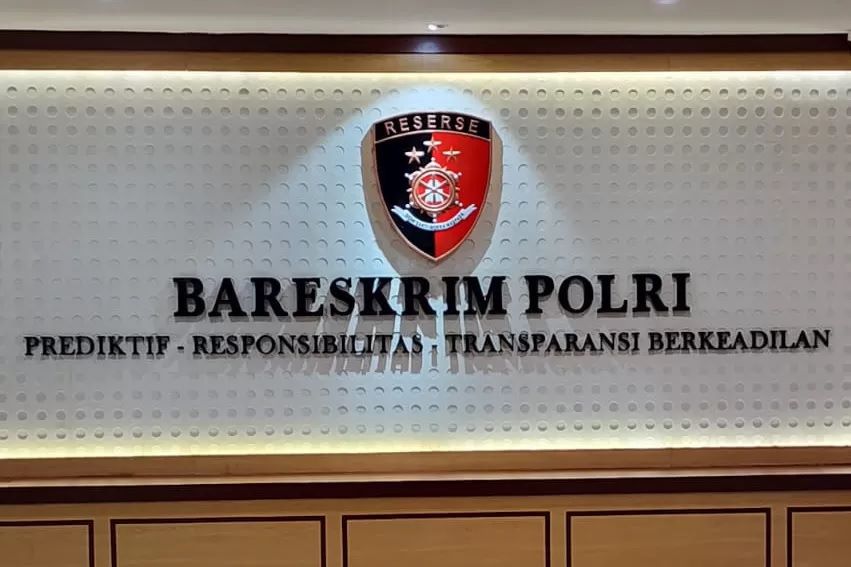 RESERSE
BARESKRIM POLRI
PREDIKTIF - RESPONSIBILITAS - TRANSPARANSI BERKEADILAN